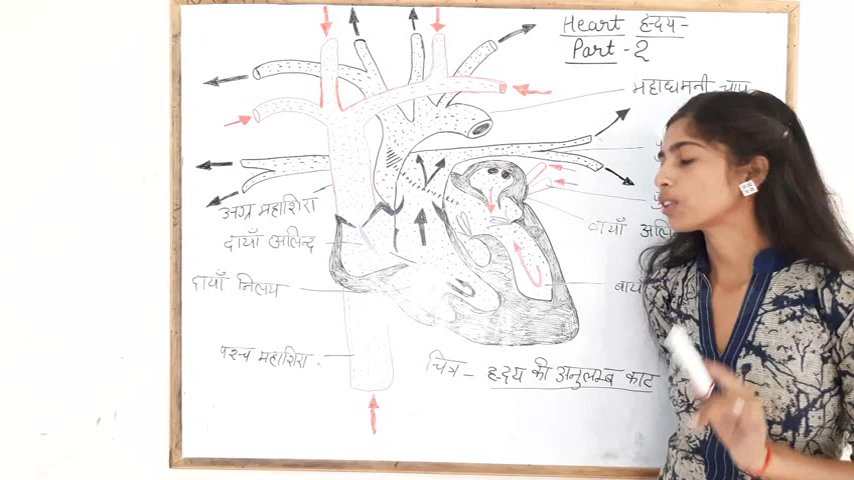 Heart हृदय-
Part - 2
महाधमनी चाप
अग्र महाशिरा
दायाँ अलिन्द
बायाँ
दायाँ निलय
पश्च महाशिरा
चित्र - हृदय की अनुलम्ब काट